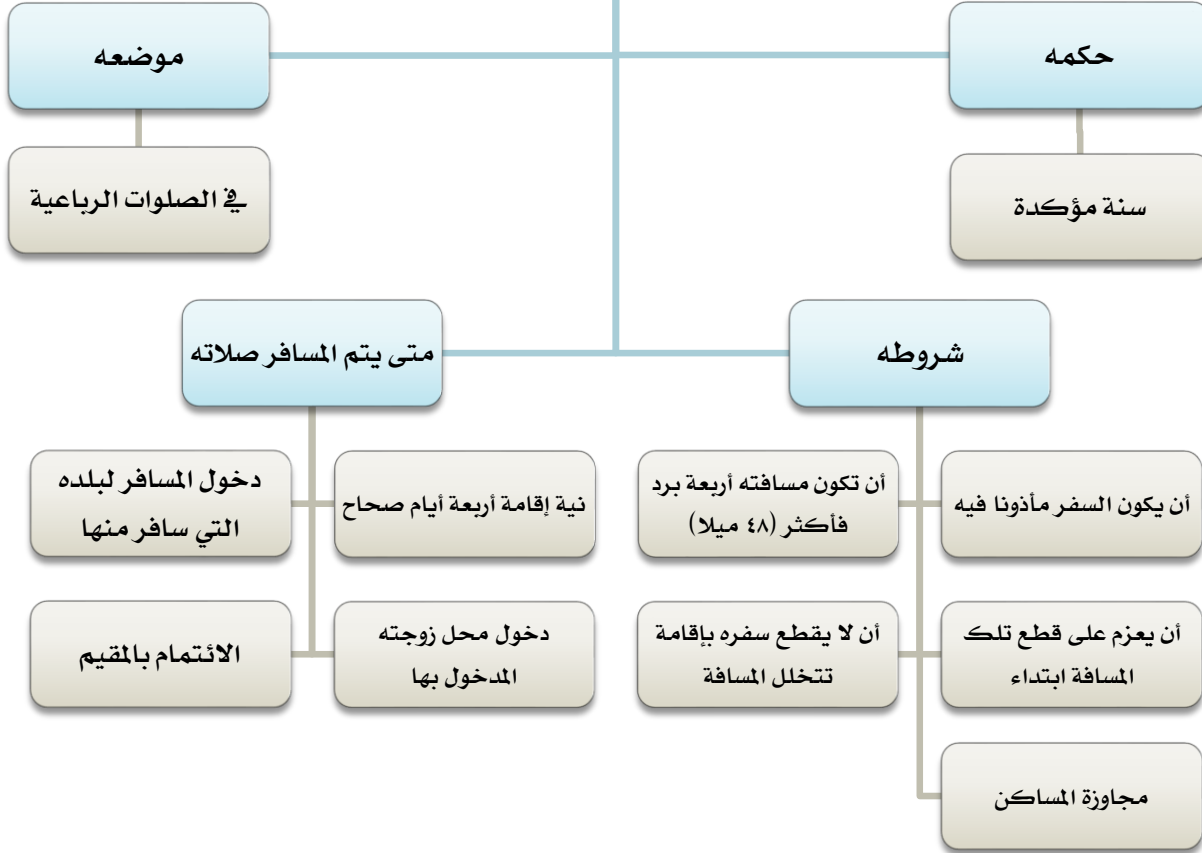 حكمه
موضعه
سنة مؤكدة
في الصلوات الرباعية
شروطه
متى يتم المسافر صلاته
أن يكون السفر مأذونا فيه
أن تكون مسافته أربعة برد
فأكثر (٤٨ ميلا)
أن يعزم على قطع تلك
المسافة ابتداء
أن لا يقطع سفره بإقامة
تتخلل المسافة
مجاوزة المساكن
نية إقامة أربعة أيام صحاح
دخول المسافر لبلده
التي سافر منها
دخول محل زوجته
المدخول بها
الائتمام بالمقيم